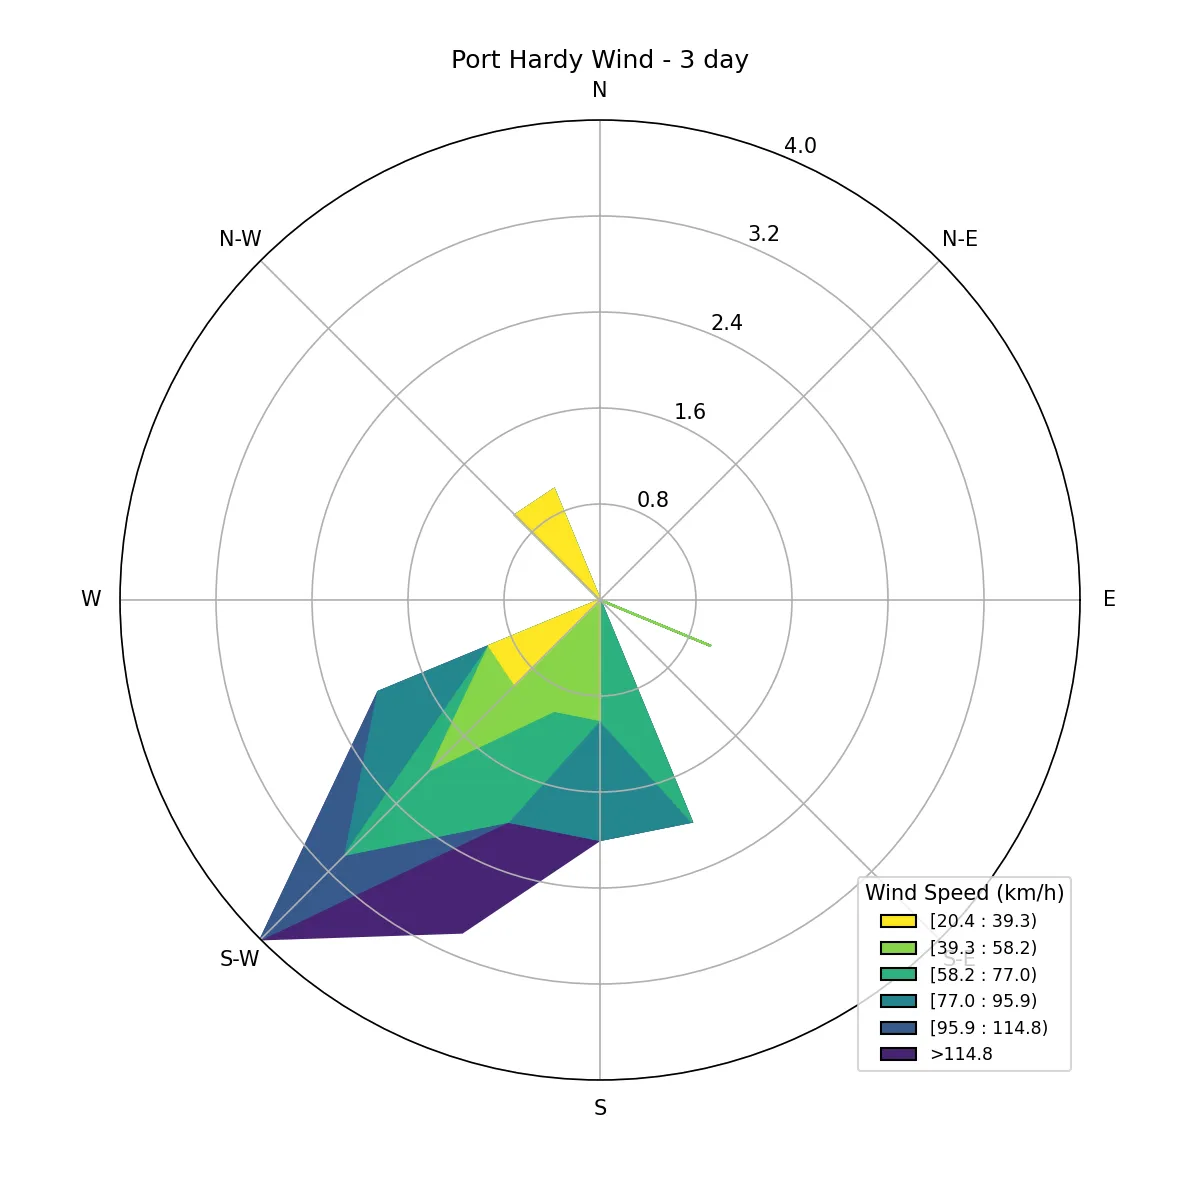 Port Hardy Wind - 3 day
N
4.0
N-W
N-E
3.2
2.4
1.6
0.8
W
E
S-W
S-E
S
Wind Speed (km/h)
[20.4 : 39.3)
[39.3 : 58.2)
[58.2 : 77.0)
[77.0 : 95.9)
[95.9 : 114.8)
>114.8